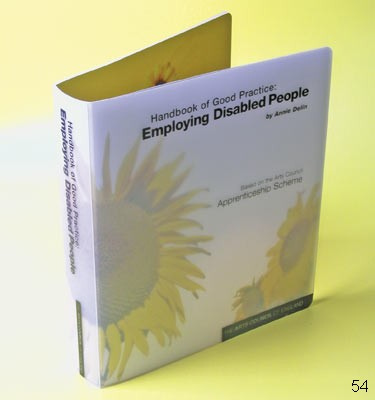 Handbook of Good Practice:
Employing Disabled People
by Annie Delin
Based on the Arts Council
Apprenticeship Scheme
THE ARTS COUNCIL OF ENGLAND
Handbook of Good Practice:
Employing Disabled People
54